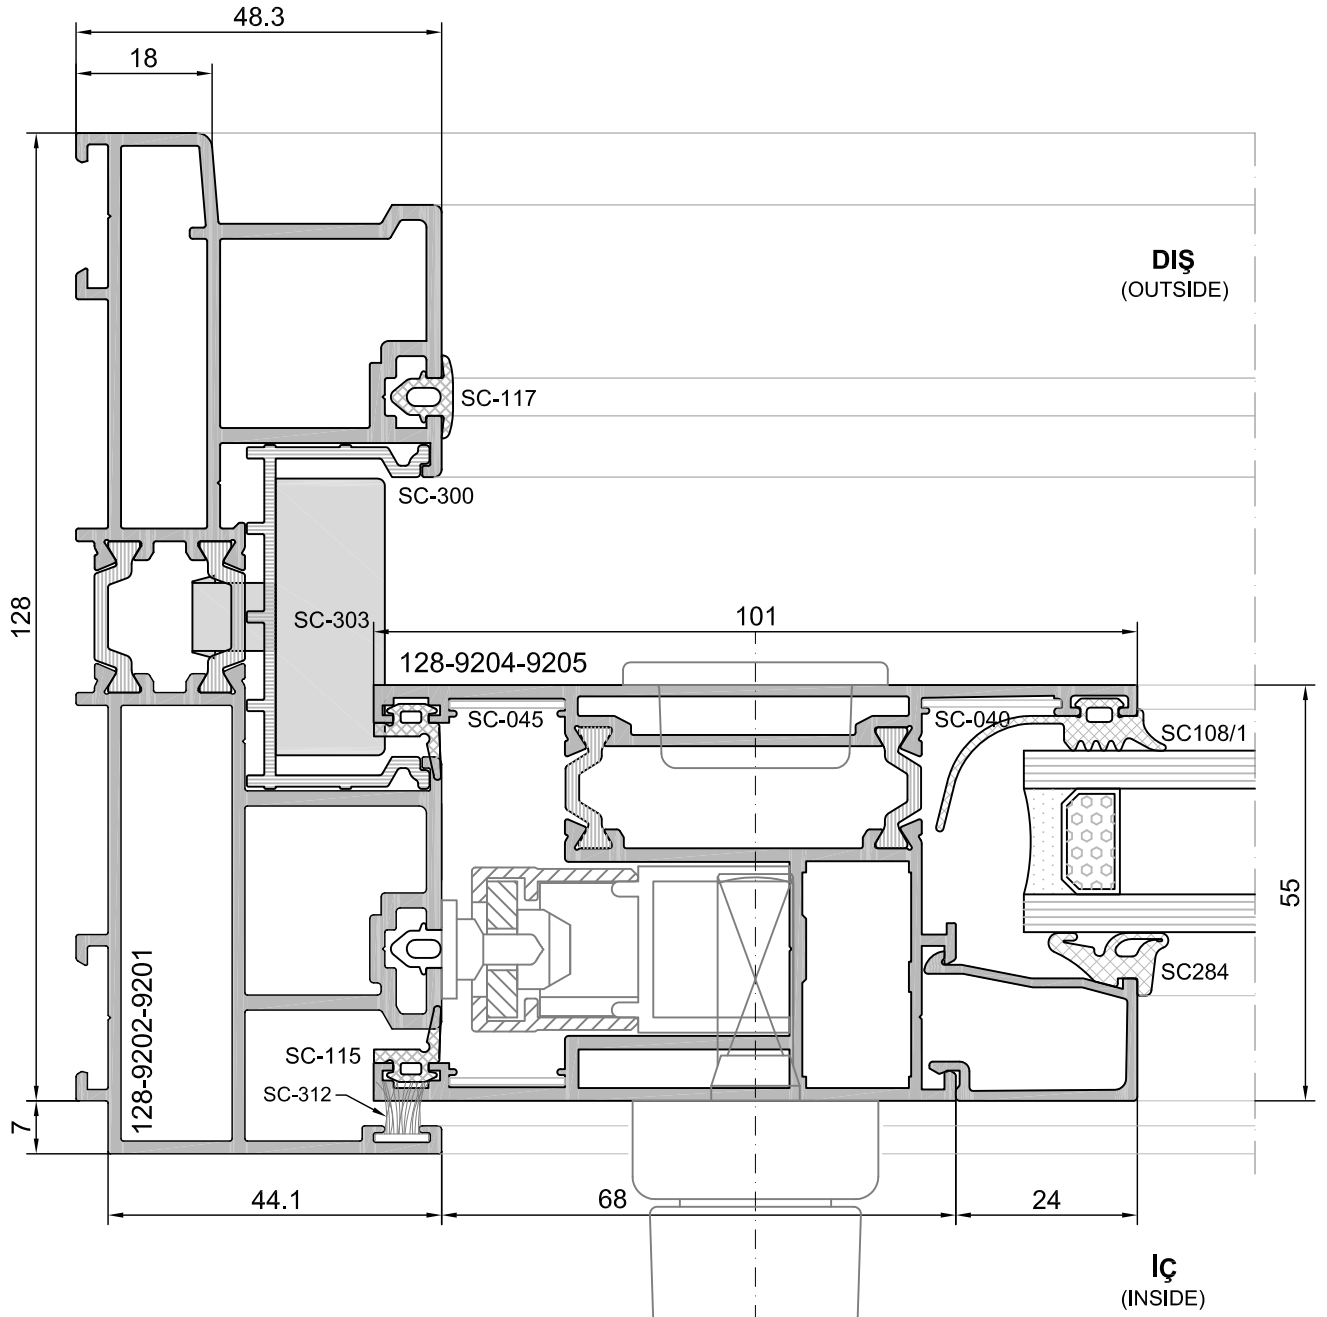 48.3
18
DIŞ
(OUTSIDE)
SC-117
SC-300
128
SC-303
101
128-9204-9205
SC-045
SC-040
SC108/1
55
SC284
128-9202-9201
SC-115
SC-312
7
44.1
68
24
İÇ
(INSIDE)